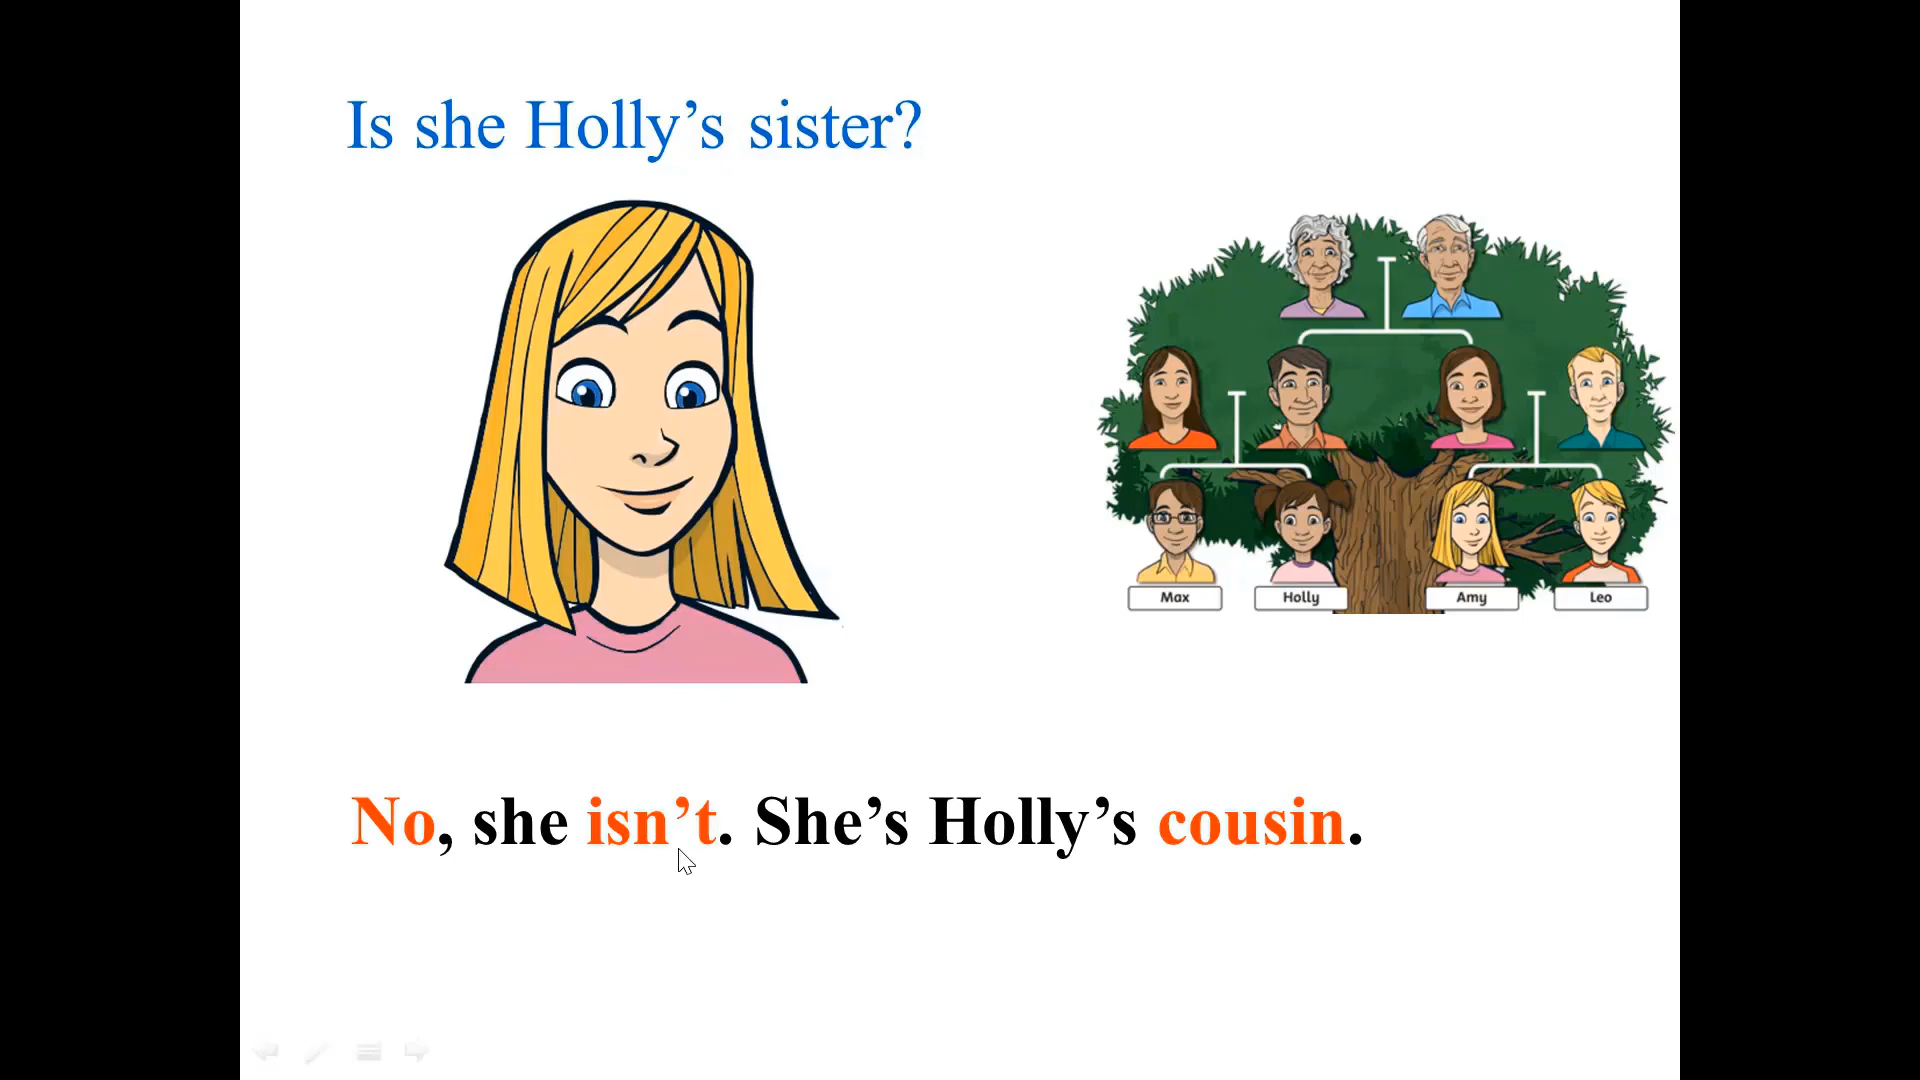 Is she Holly’s sister?
Max
Holly
Amy
Leo
No, she isn’t. She’s Holly’s cousin.